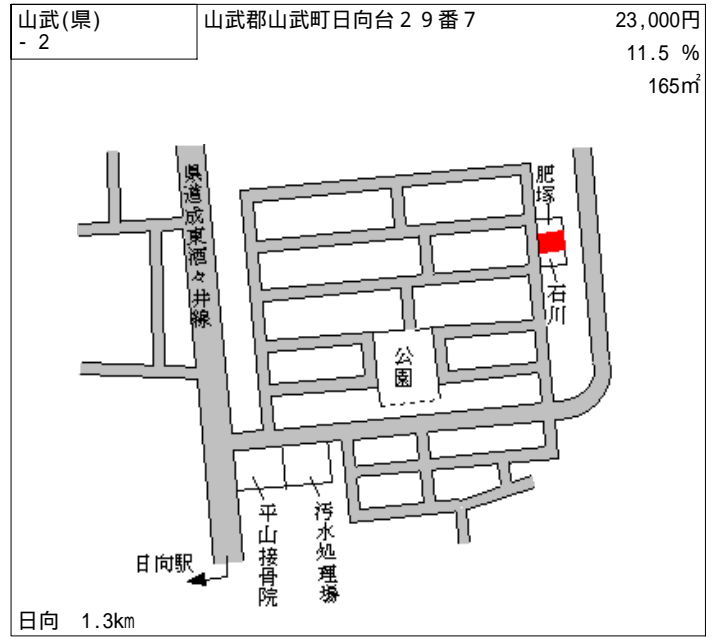 山武(県)
- 2
山武郡山武町日向台２９番７
23,000円
11.5 %
165㎡
県道成東酒々井線
肥塚
石川
公園
平山接骨院
汚水処理場
日向駅
日向 1.3km